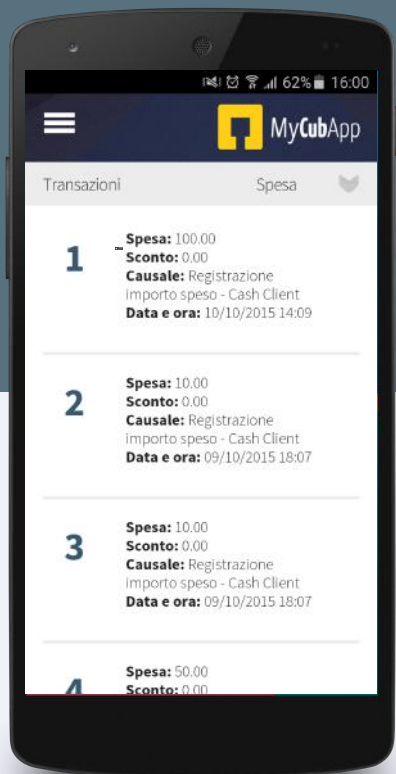 62% 16:00
MyCubApp
Transazioni Spesa
1
Spesa: 100.00
Sconto: 0.00
Causale: Registrazione
importo speso - Cash Client
Data e ora: 10/10/2015 14:09
2
Spesa: 10.00
Sconto: 0.00
Causale: Registrazione
importo speso - Cash Client
Data e ora: 09/10/2015 18:07
3
Spesa: 10.00
Sconto: 0.00
Causale: Registrazione
importo speso - Cash Client
Data e ora: 09/10/2015 18:07
4
Spesa: 50.00
Sconto: 0.00